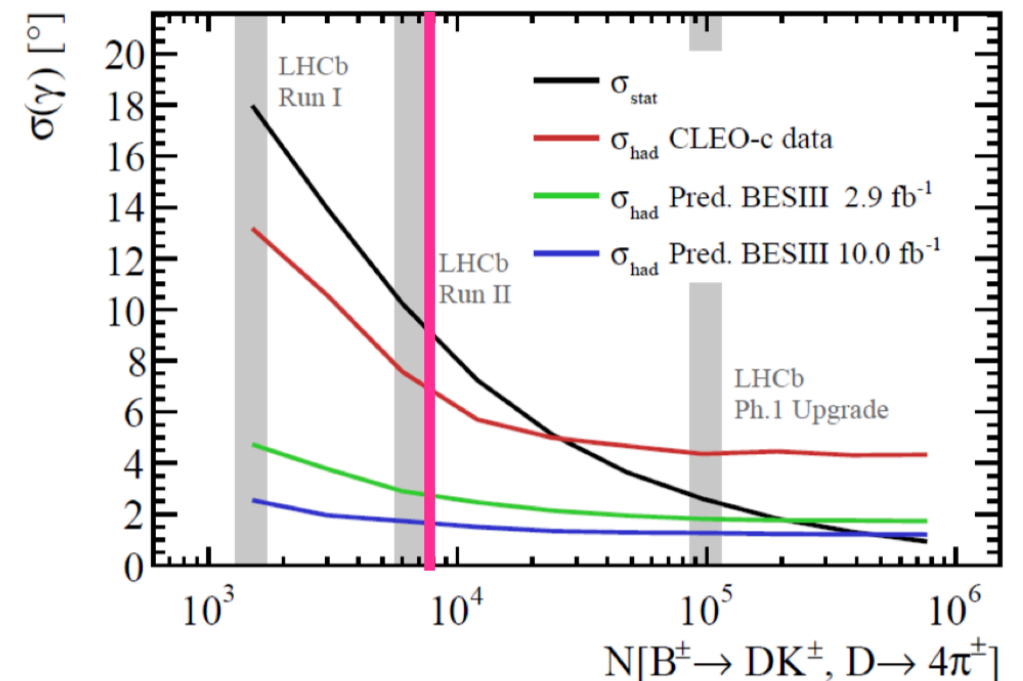 σ(γ) [°]
20
18
16
14
12
10
8
6
4
2
0
LHCb
Run I
σstat
σhad CLEO-c data
σhad Pred. BESIII 2.9 fb⁻¹
σhad Pred. BESIII 10.0 fb⁻¹
LHCb
Run II
LHCb
Ph.1 Upgrade
10³ 10⁴ 10⁵ 10⁶
N[B±→ DK±, D→ 4π±]